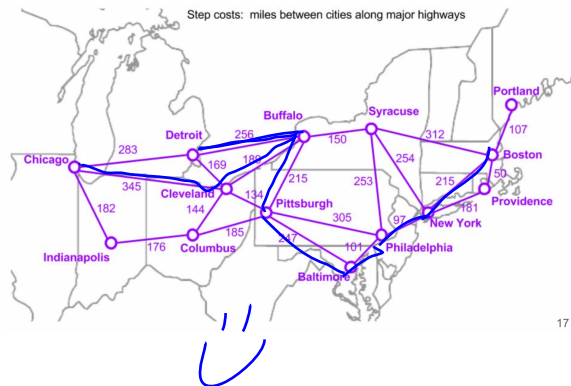 Step costs: miles between cities along major highways
Portland
Buffalo
Syracuse
107
Detroit
256
150
312
Boston
283
Chicago
169
189
254
50
345
215
253
215
Cleveland
134
Providence
182
144
Pittsburgh
181
305
97
New York
185
Philadelphia
176
Columbus
247
101
Indianapolis
Baltimore
17